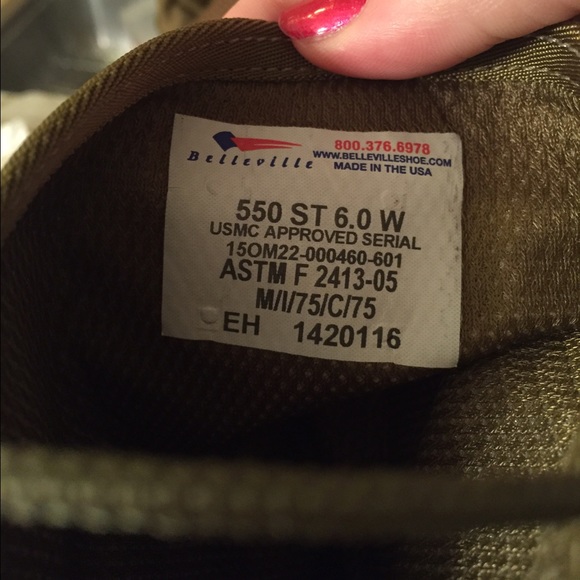 Belleville
800.376.6978
WWW.BELLEVILLESHOE.COM
MADE IN THE USA
550 ST 6.0 W
USMC APPROVED SERIAL
15OM22-000460-601
ASTM F 2413-05
M/I/75/C/75
EH 1420116